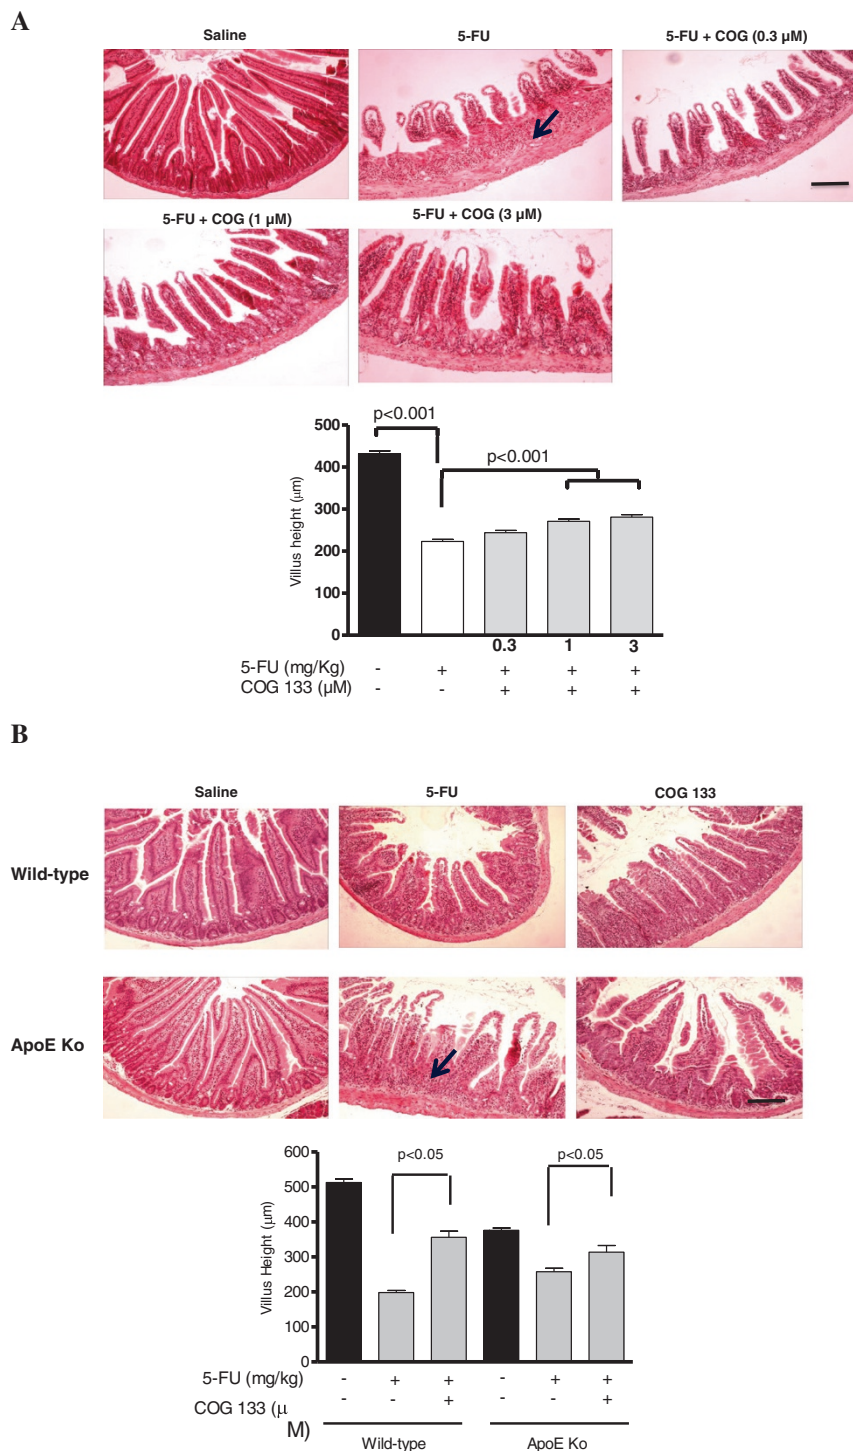 A
Saline
5-FU
5-FU + COG (0.3 µM)
5-FU + COG (1 µM)
5-FU + COG (3 µM)
p<0.001
p<0.001
500
400
300
200
100
0
Villus height (µm)
0.3 1 3
5-FU (mg/Kg) - + + + +
COG 133 (µM) - - + + +
B
Saline
5-FU
COG 133
Wild-type
ApoE Ko
p<0.05
p<0.05
600
500
400
300
200
100
0
Villus Height (µm)
5-FU (mg/kg) - + + - + +
COG 133 (µ - - + - - +
M)
Wild-type
ApoE Ko